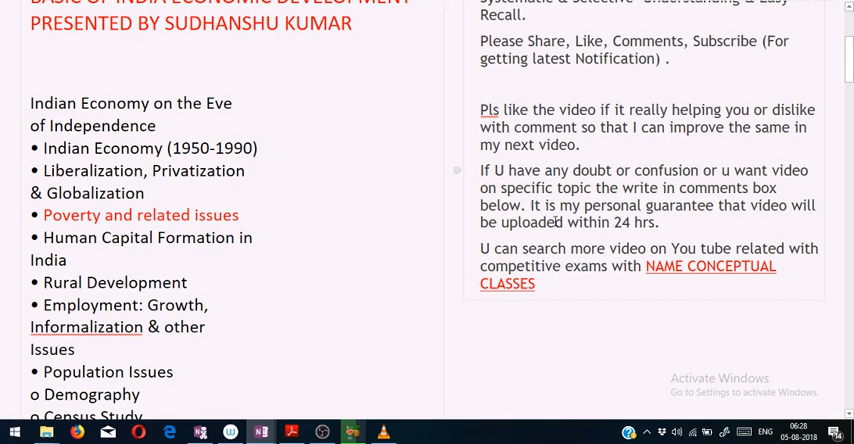 BASIC OF INDIA ECONOMIC DEVELOPMENT
PRESENTED BY SUDHANSHU KUMAR
Indian Economy on the Eve
of Independence
• Indian Economy (1950-1990)
• Liberalization, Privatization
& Globalization
• Poverty and related issues
• Human Capital Formation in
India
• Rural Development
• Employment: Growth,
Informalization & other
Issues
• Population Issues
o Demography
o Census Study
Systematic & Selective Understanding & Easy
Recall.
Please Share, Like, Comments, Subscribe (For
getting latest Notification) .
Pls like the video if it really helping you or dislike
with comment so that I can improve the same in
my next video.
If U have any doubt or confusion or u want video
on specific topic the write in comments box
below. It is my personal guarantee that video will
be uploaded within 24 hrs.
U can search more video on You tube related with
competitive exams with NAME CONCEPTUAL
CLASSES
Activate Windows
Go to Settings to activate Windows.
ENG
06:28
05-08-2018
14